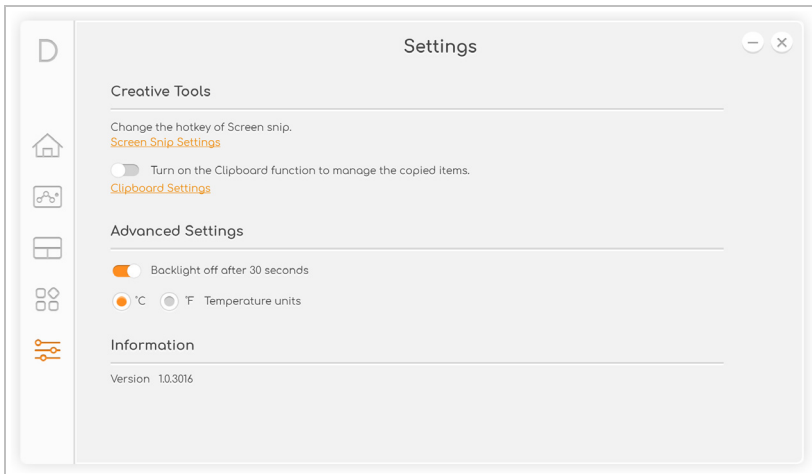 D
Settings
Creative Tools
Change the hotkey of Screen snip.
Screen Snip Settings
Turn on the Clipboard function to manage the copied items.
Clipboard Settings
Advanced Settings
Backlight off after 30 seconds
°C °F Temperature units
Information
Version 1.0.3016